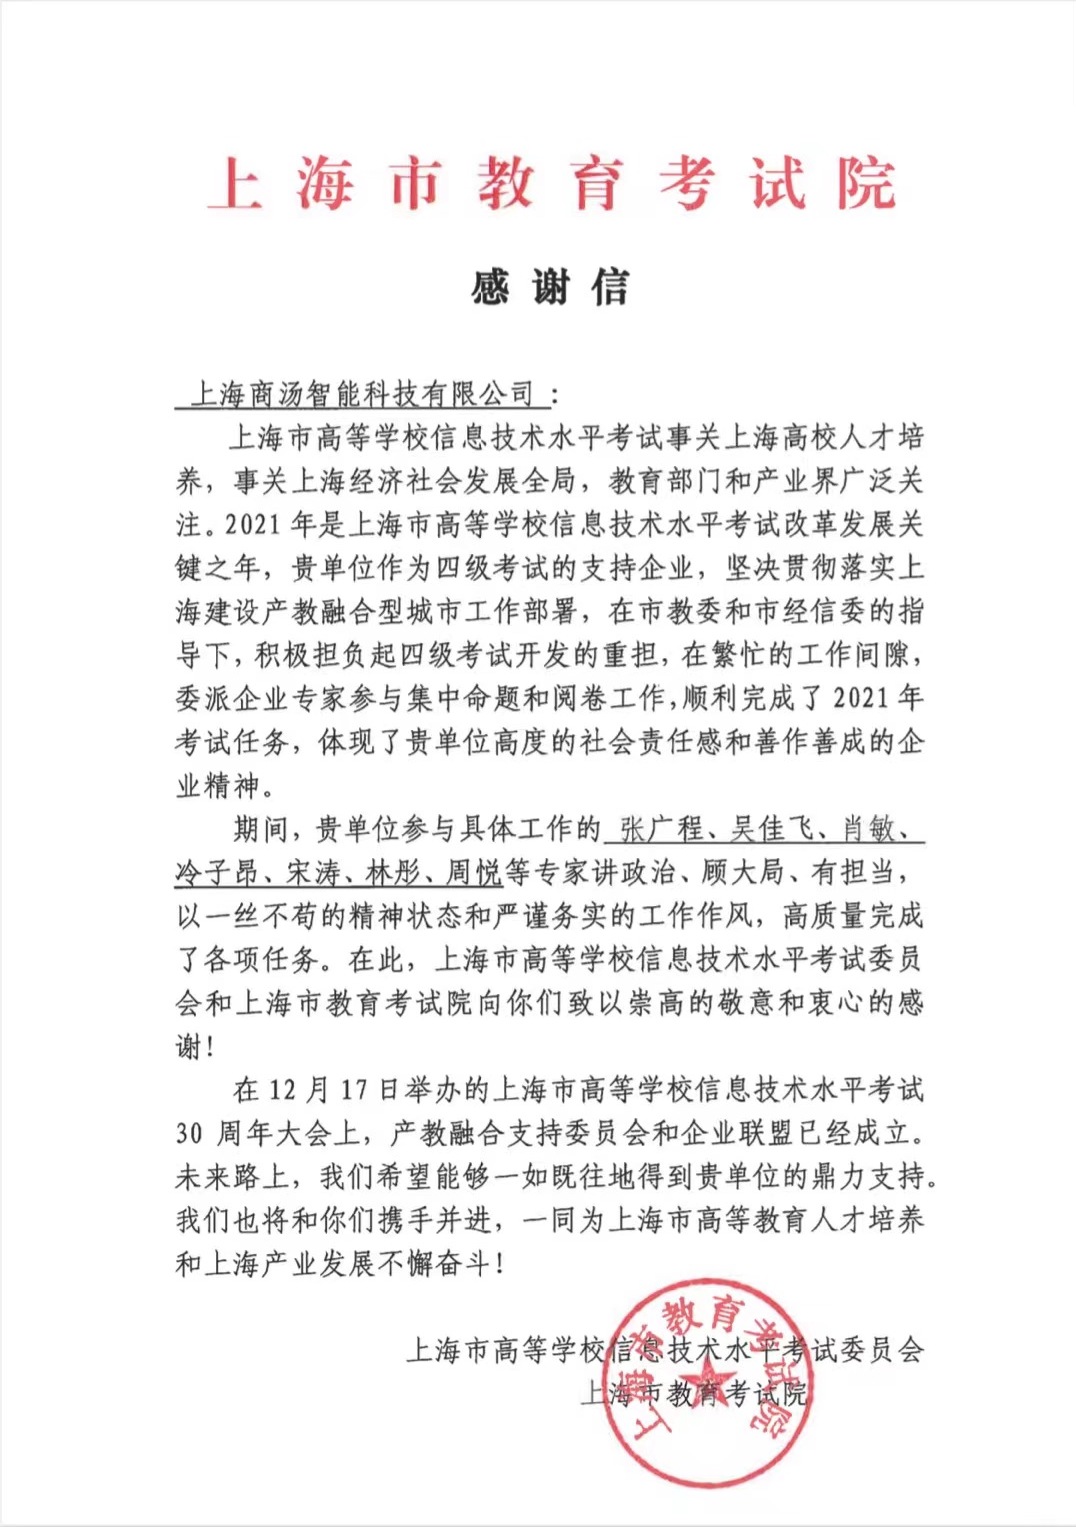 上海市教育考试院
感谢信
上海商汤智能科技有限公司：
上海市高等学校信息技术水平考试事关上海高校人才培
养，事关上海经济社会发展全局，教育部门和产业界广泛关
注。2021年是上海市高等学校信息技术水平考试改革发展关
键之年，贵单位作为四级考试的支持企业，坚决贯彻落实上
海建设产教融合型城市工作部署，在市教委和市经信委的指
导下，积极担负起四级考试开发的重担，在繁忙的工作间隙，
委派企业专家参与集中命题和阅卷工作，顺利完成了2021年
考试任务，体现了贵单位高度的社会责任感和善作善成的企
业精神。
期间，贵单位参与具体工作的 张广程、吴佳飞、肖敏、
冷子昂、宋涛、林彤、周悦等专家讲政治、顾大局、有担当，
以一丝不苟的精神状态和严谨务实的工作作风，高质量完成
了各项任务。在此，上海市高等学校信息技术水平考试委员
会和上海市教育考试院向你们致以崇高的敬意和衷心的感
谢！
在12月17日举办的上海市高等学校信息技术水平考试
30周年大会上，产教融合支持委员会和企业联盟已经成立。
未来路上，我们希望能够一如既往地得到贵单位的鼎力支持。
我们也将和你们携手并进，一同为上海市高等教育人才培养
和上海产业发展不懈奋斗！
上海市高等学校信息技术水平考试委员会
上海市教育考试院
上海市教育考试院